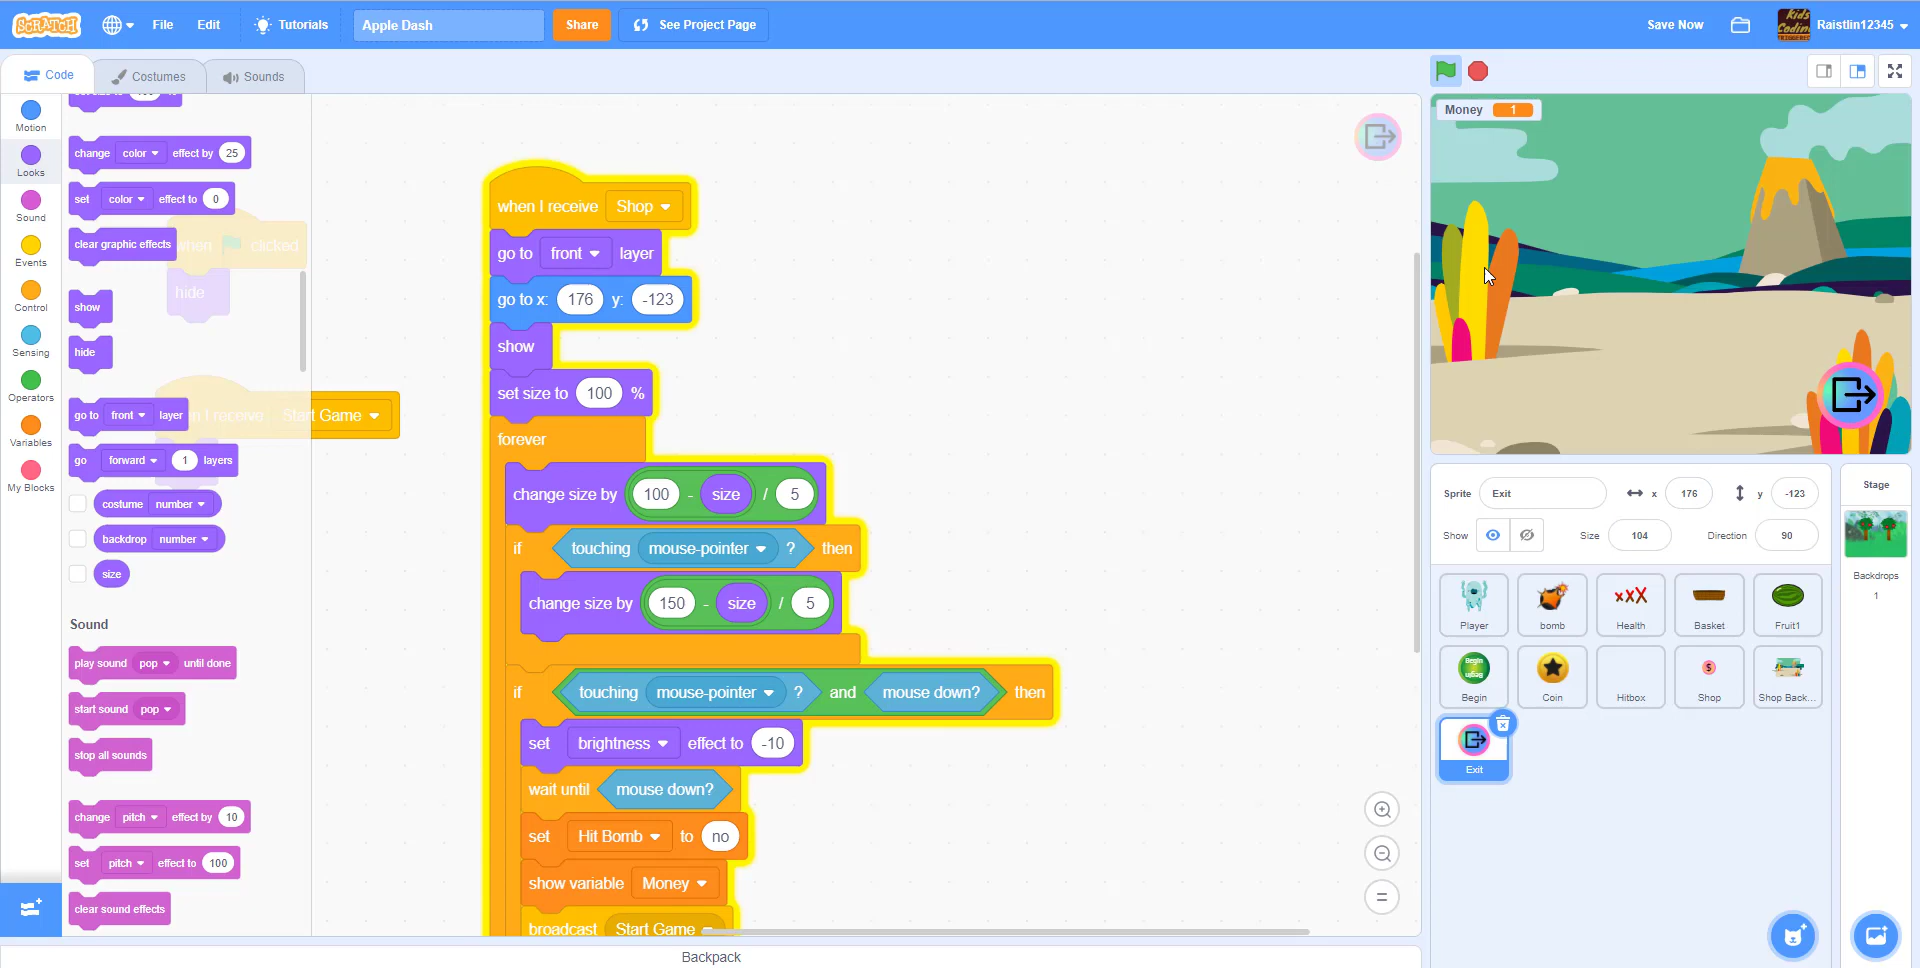 SCRATCH
File
Edit
Tutorials
Apple Dash
Share
See Project Page
Save Now
Raistlin12345
Code
Costumes
Sounds
Motion
Looks
Sound
Events
Control
Sensing
Operators
Variables
My Blocks
change color effect by 25
set color effect to 0
clear graphic effects
when clicked
show
hide
hide
go to front layer
I receive Start Game
go forward 1 layers
costume number
backdrop number
size
Sound
play sound pop until done
start sound pop
stop all sounds
change pitch effect by 10
set pitch effect to 100
clear sound effects
when I receive Shop
go to front layer
go to x: 176 y: -123
show
set size to 100 %
forever
change size by 100 - size / 5
if touching mouse-pointer ? then
change size by 150 - size / 5
if touching mouse-pointer ? and mouse down? then
set brightness effect to -10
wait until mouse down?
set Hit Bomb to no
show variable Money
broadcast Start Game
Backpack
Money 1
Sprite Exit x 176 y -123
Show Size 104 Direction 90
Player
bomb
xXX
Health
Basket
Fruit1
Begin
Begin
Coin
Hitbox
$
Shop
Shop Back...
Exit
Stage
Backdrops
1